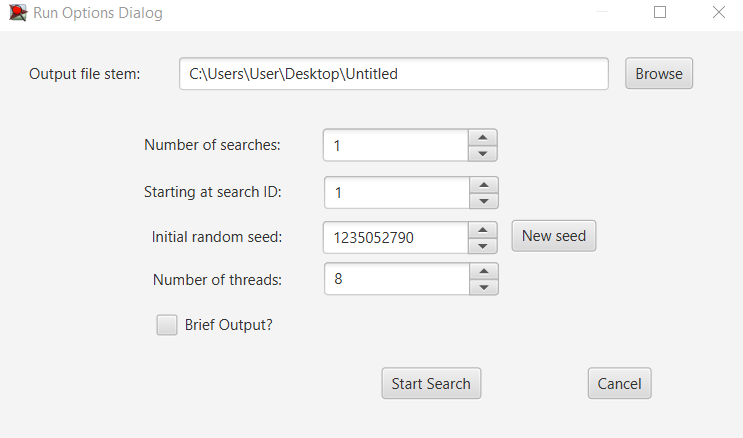 Run Options Dialog
Output file stem: C:\Users\User\Desktop\Untitled Browse
Number of searches: 1
Starting at search ID: 1
Initial random seed: 1235052790 New seed
Number of threads: 8
Brief Output?
Start Search Cancel